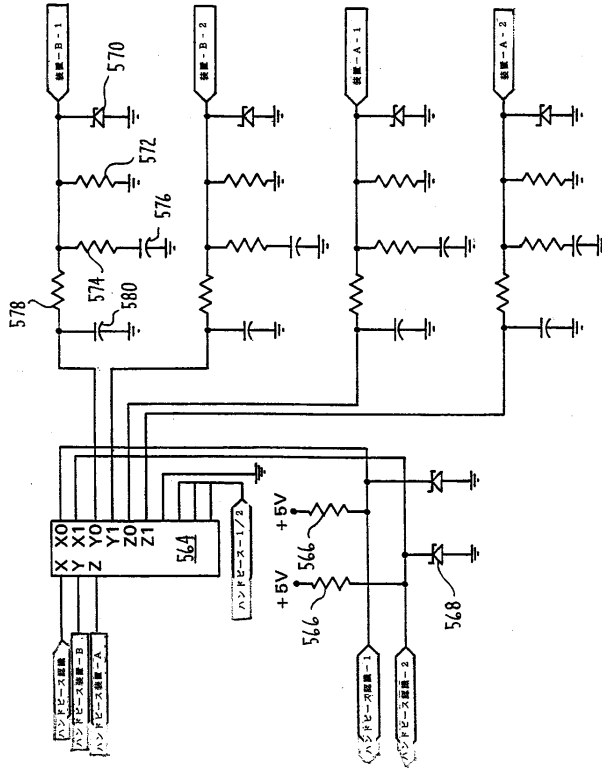 装置-B-1
570
572
576
574
578
580
装置-B-2
装置-A-1
装置-A-2
X X0
Y X1
Z Y0
Y1
Z0
Z1
564
ハンドピース認識
ハンドピース装置-B
ハンドピース装置-A
ハンドピース-1/2
+5V
566
+5V
566
568
ハンドピース認識-1
ハンドピース認識-2